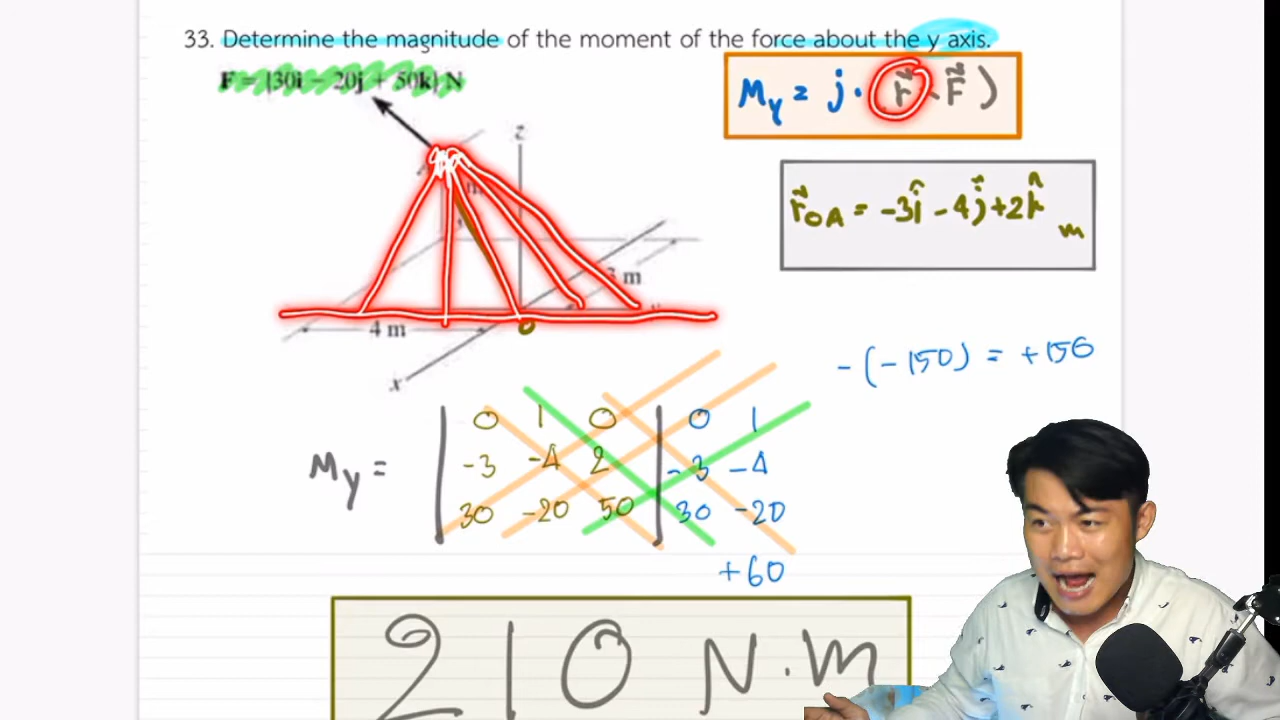 33. Determine the magnitude of the moment of the force about the y axis.
F = {30i − 20j + 50k} N
My = j · (r × F)
r⃗OA = -3î - 4ĵ + 2k̂ m
z
m
3 m
y
4 m
O
x
-(-150) = +150
My =
0 1 0 0 1
-3 -4 2 -3 -4
30 -20 50 30 -20
+60
210 N.m